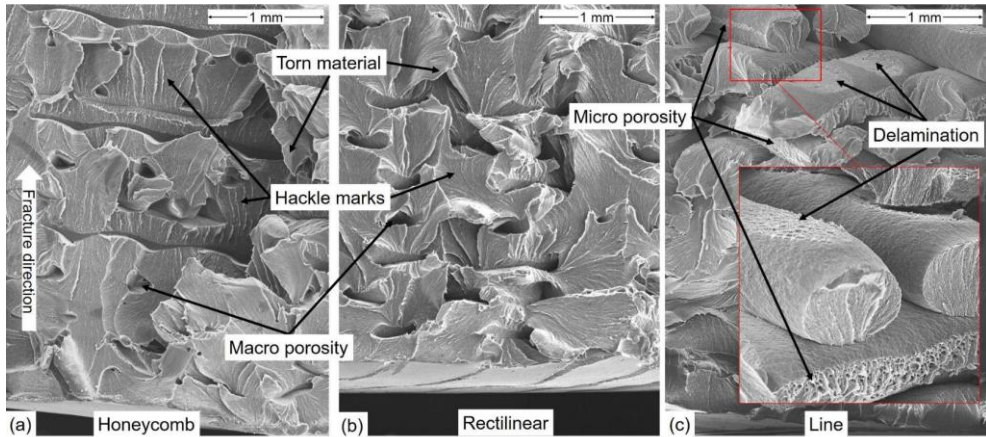 1 mm
1 mm
1 mm
Torn material
Micro porosity
Delamination
Hackle marks
Fracture direction
Macro porosity
(a)
Honeycomb
(b)
Rectilinear
(c)
Line